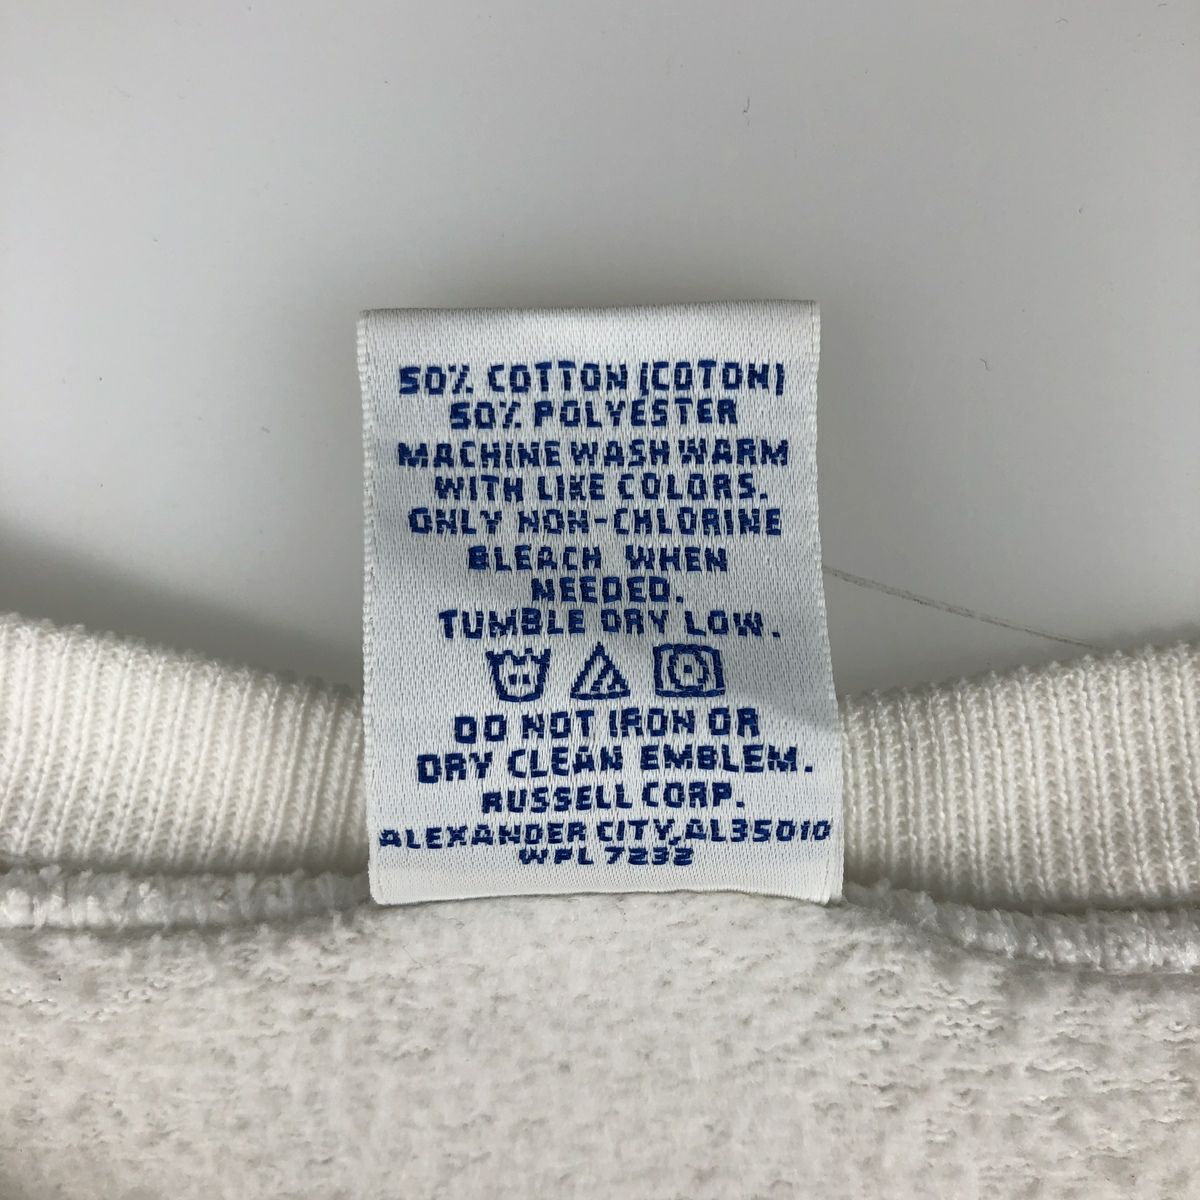 50% COTTON (COTON)
50% POLYESTER
MACHINE WASH WARM
WITH LIKE COLORS.
ONLY NON-CHLORINE
BLEACH WHEN
NEEDED.
TUMBLE DRY LOW.
DO NOT IRON OR
DRY CLEAN EMBLEM.
RUSSELL CORP.
ALEXANDER CITY, AL35010
WPL 7232